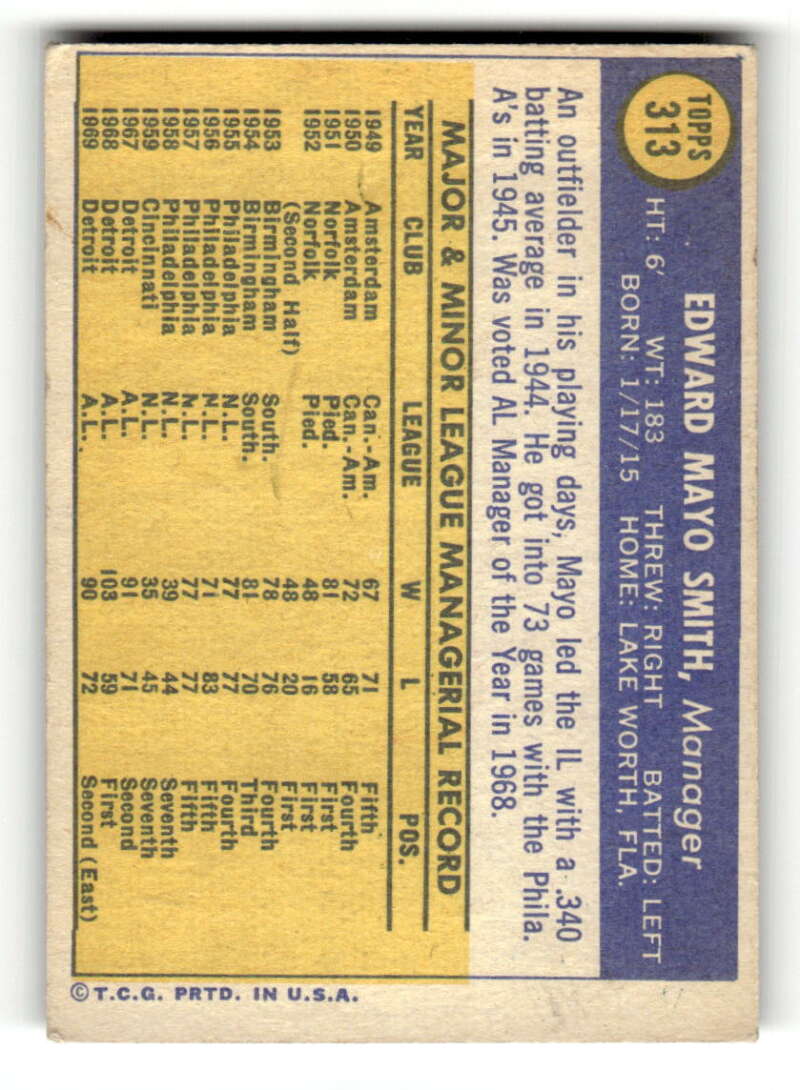 TOPPS
313
EDWARD MAYO SMITH, Manager
HT: 6' WT: 183 THREW: RIGHT BATTED: LEFT
BORN: 1/17/15 HOME: LAKE WORTH, FLA.
An outfielder in his playing days, Mayo led the IL with a .340
batting average in 1944. He got into 73 games with the Phila.
A's in 1945. Was voted AL Manager of the Year in 1968.
MAJOR & MINOR LEAGUE MANAGERIAL RECORD
YEAR CLUB LEAGUE W L POS.
1949 Amsterdam Can.-Am. 67 71 Fifth
1950 Amsterdam Can.-Am. 72 65 Fourth
1951 Norfolk Pied. 81 58 First
1952 Norfolk Pied. 48 16 First
(Second Half) 48 20 First
1953 Birmingham South. 78 76 Fourth
1954 Birmingham South. 81 70 Third
1955 Philadelphia N.L. 77 77 Fourth
1956 Philadelphia N.L. 71 83 Fifth
1957 Philadelphia N.L. 77 77 Fifth
1958 Philadelphia N.L. 39 44 Seventh
1959 Cincinnati N.L. 35 45 Seventh
1967 Detroit A.L. 91 71 Second
1968 Detroit A.L. 103 59 First
1969 Detroit A.L. 90 72 Second (East)
© T.C.G. PRTD. IN U.S.A.